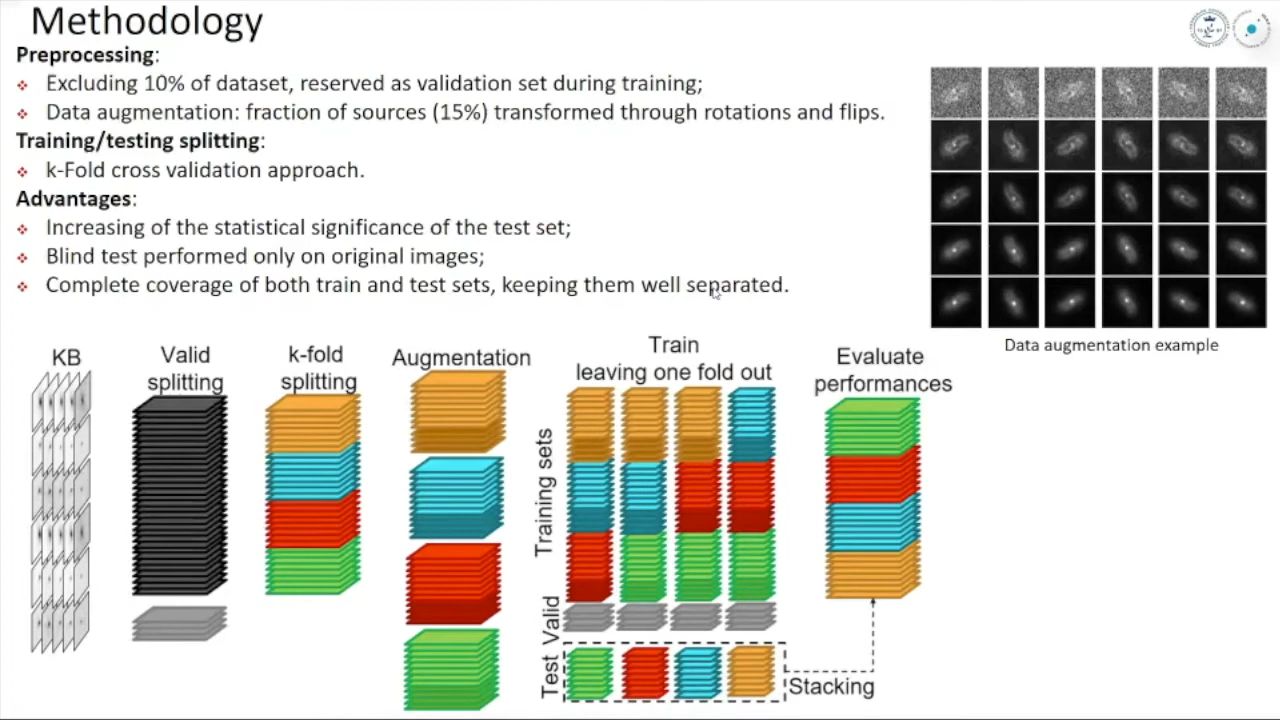 Methodology
Preprocessing:
Excluding 10% of dataset, reserved as validation set during training;
Data augmentation: fraction of sources (15%) transformed through rotations and flips.
Training/testing splitting:
k-Fold cross validation approach.
Advantages:
Increasing of the statistical significance of the test set;
Blind test performed only on original images;
Complete coverage of both train and test sets, keeping them well separated.
Data augmentation example
KB
Valid
splitting
k-fold
splitting
Augmentation
Train
leaving one fold out
Evaluate
performances
Training sets
Valid
Test
Stacking